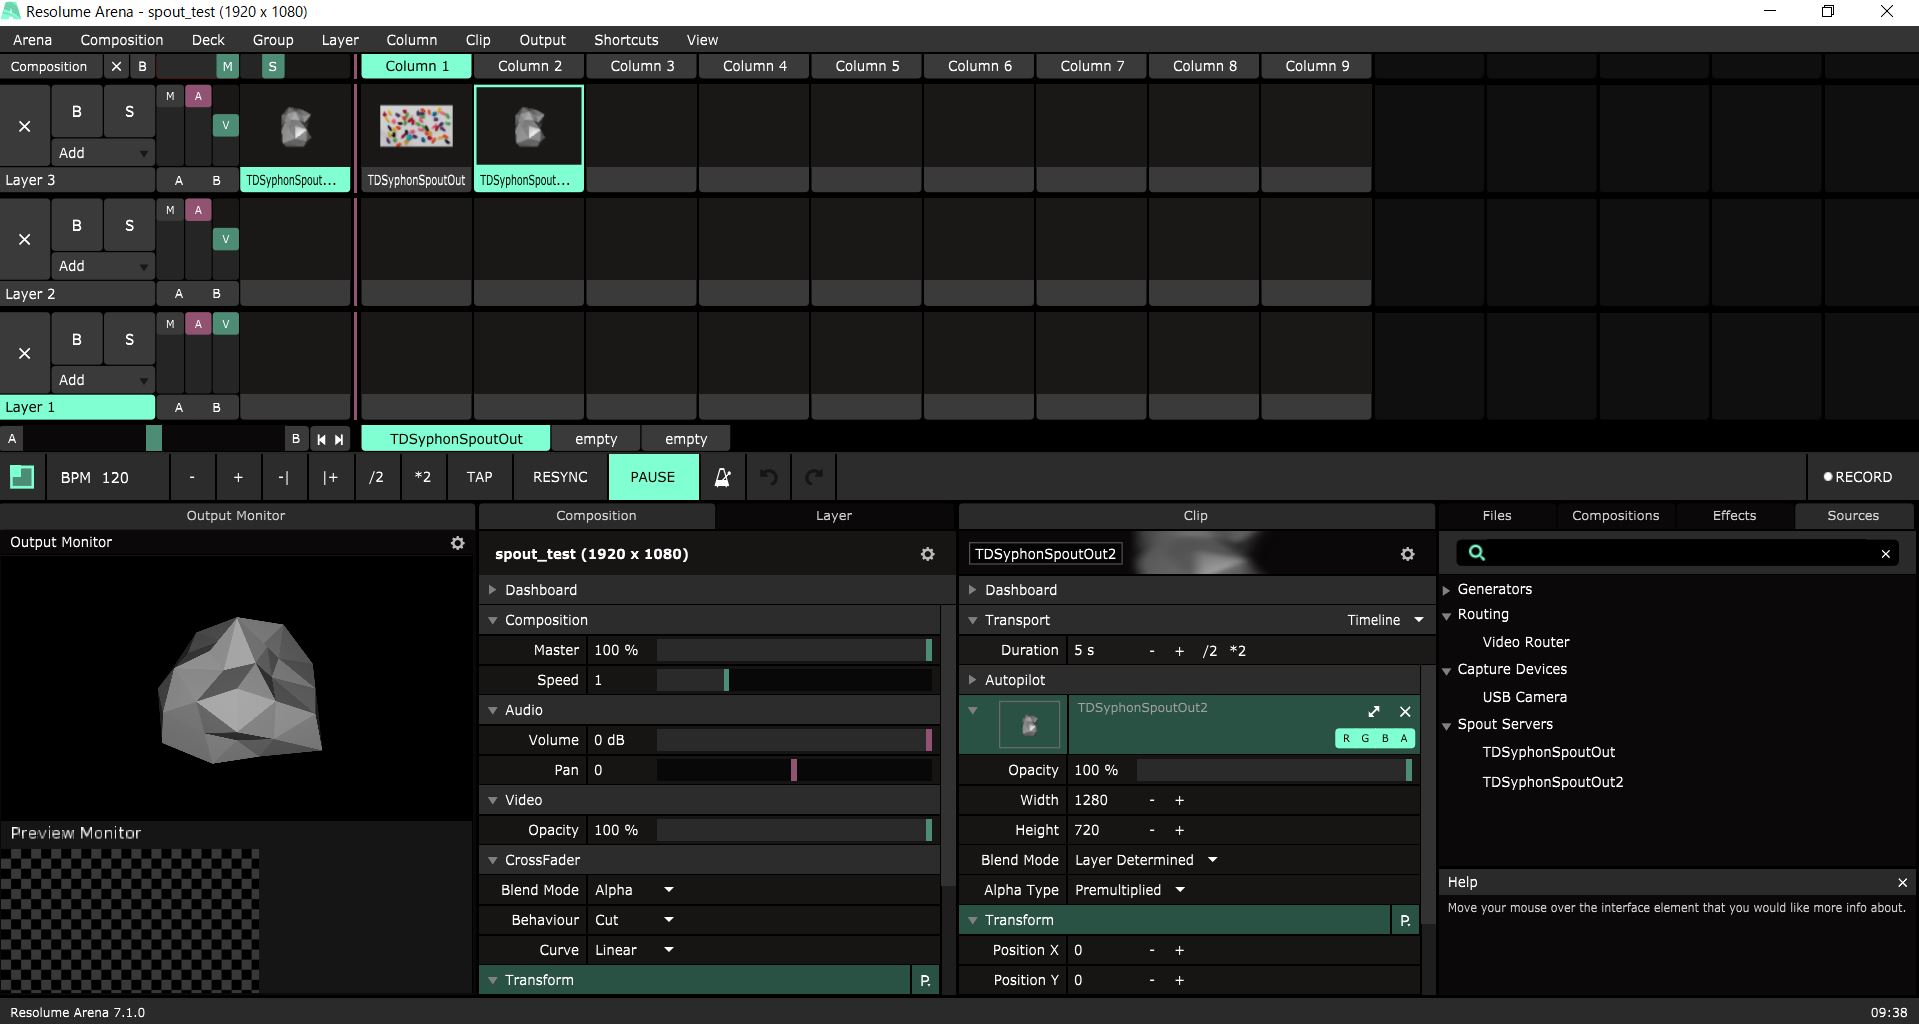 Resolume Arena - spout_test (1920 x 1080)
Arena Composition Deck Group Layer Column Clip Output Shortcuts View
Composition B M S Column 1 Column 2 Column 3 Column 4 Column 5 Column 6 Column 7 Column 8 Column 9
M A
B S
V
Add
Layer 3 A B TDSyphonSpout... TDSyphonSpoutOut TDSyphonSpout...
M A
B S
V
Add
Layer 2 A B
M A V
B S
Add
Layer 1 A B
A B TDSyphonSpoutOut empty empty
BPM 120 - + -| |+ /2 *2 TAP RESYNC PAUSE RECORD
Output Monitor
Output Monitor
Preview Monitor
Composition Layer
spout_test (1920 x 1080)
Dashboard
Composition
Master 100 %
Speed 1
Audio
Volume 0 dB
Pan 0
Video
Opacity 100 %
CrossFader
Blend Mode Alpha
Behaviour Cut
Curve Linear
Transform P.
Clip
TDSyphonSpoutOut2
Dashboard
Transport Timeline
Duration 5 s - + /2 *2
Autopilot
TDSyphonSpoutOut2
R G B A
Opacity 100 %
Width 1280 - +
Height 720 - +
Blend Mode Layer Determined
Alpha Type Premultiplied
Transform P.
Position X 0 - +
Position Y 0 - +
Files Compositions Effects Sources
Generators
Routing
Video Router
Capture Devices
USB Camera
Spout Servers
TDSyphonSpoutOut
TDSyphonSpoutOut2
Help
Move your mouse over the interface element that you would like more info about.
Resolume Arena 7.1.0 09:38